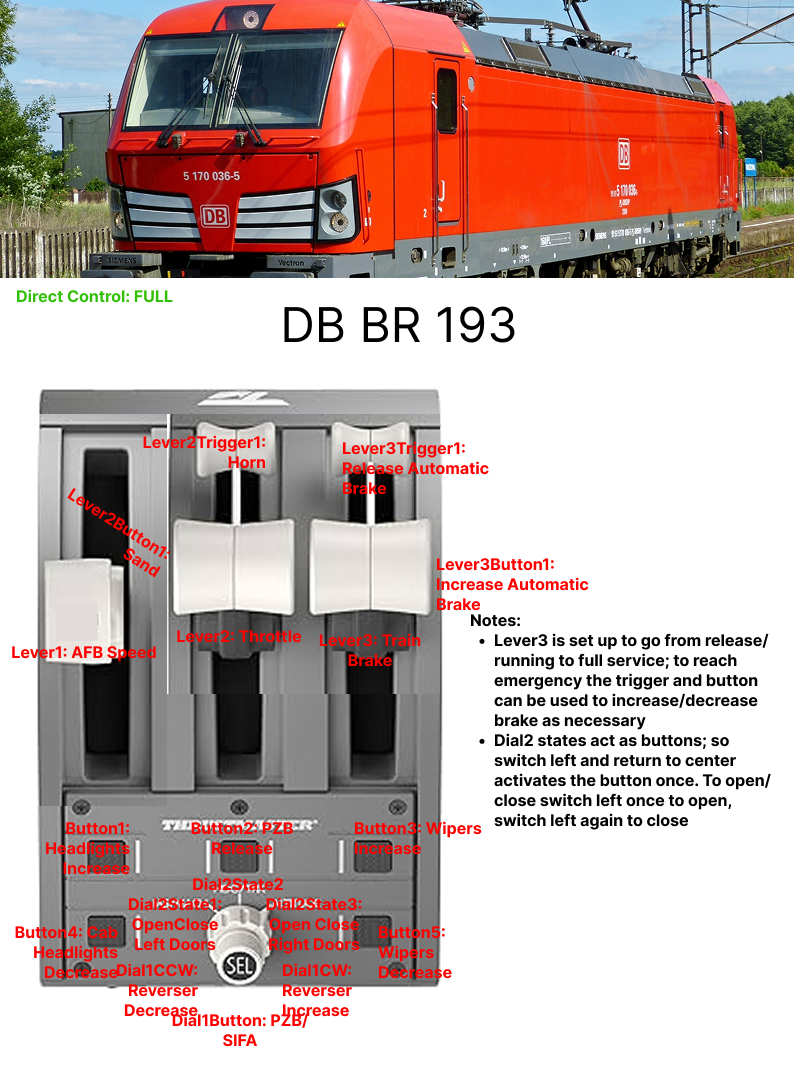 5 170 036-5
DB
DB
5 170 036
2
SIEMENS
Vectron
Direct Control: FULL
DB BR 193
Lever2Trigger1:
Horn
Lever3Trigger1:
Release Automatic
Brake
Lever2Button1:
Sand
Lever3Button1:
Increase Automatic
Brake
Lever1: AFB Speed
Lever2: Throttle
Lever3: Train
Brake
Notes:
• Lever3 is set up to go from release/
running to full service; to reach
emergency the trigger and button
can be used to increase/decrease
brake as necessary
• Dial2 states act as buttons; so
switch left and return to center
activates the button once. To open/
close switch left once to open,
switch left again to close
THRUSTMASTER
Button1:
Headlights
Increase
Button2: PZB
Release
Button3: Wipers
Increase
Dial2State2
Dial2State1:
OpenClose
Left Doors
Dial2State3:
Open Close
Right Doors
Button4: Cab
Headlights
Decrease
Button5:
Wipers
Decrease
SEL
Dial1CCW:
Reverser
Decrease
Dial1CW:
Reverser
Increase
Dial1Button: PZB/
SIFA